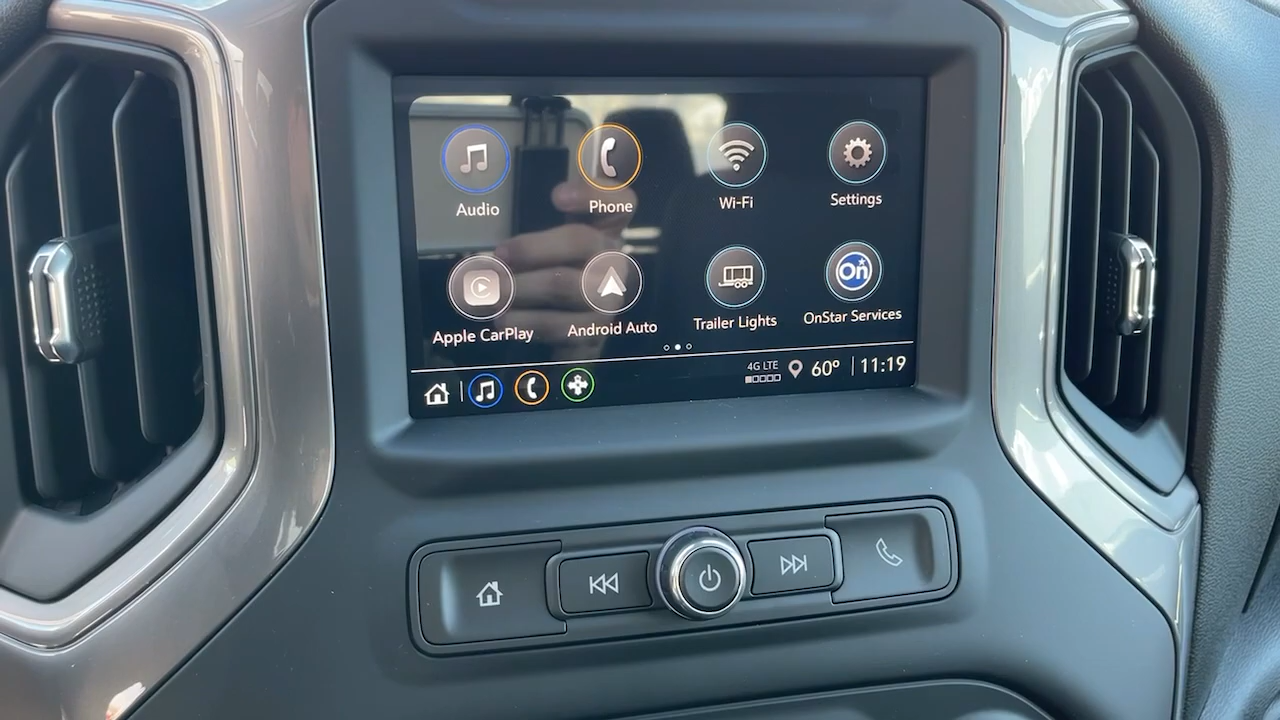 Audio
Phone
Wi-Fi
Settings
Apple CarPlay
Android Auto
Trailer Lights
On
OnStar Services
4G LTE
60°
11:19